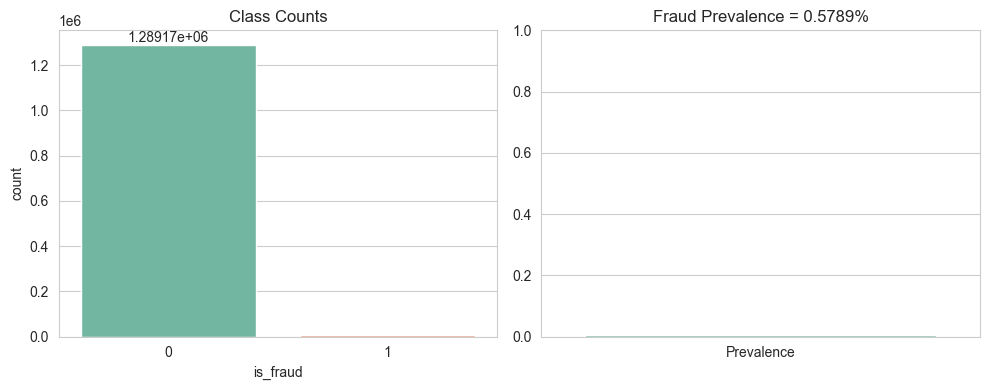 Class Counts
1e6
1.28917e+06
1.2
1.0
0.8
0.6
0.4
0.2
0.0
count
0
1
is_fraud
Fraud Prevalence = 0.5789%
1.0
0.8
0.6
0.4
0.2
0.0
Prevalence